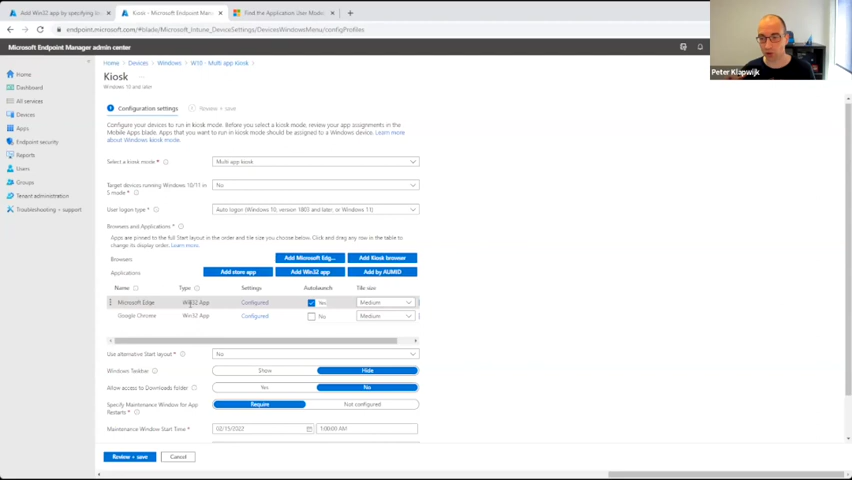 Add Win32 app by specifying in
Kiosk - Microsoft Endpoint Man
Find the Application User Mode
endpoint.microsoft.com/#blade/Microsoft_Intune_DeviceSettings/DevicesWindowsMenu/configProfiles
Microsoft Endpoint Manager admin center
Peter Klapwijk
Home
Dashboard
All services
Devices
Apps
Endpoint security
Reports
Users
Groups
Tenant administration
Troubleshooting + support
Home > Devices > Windows > W10 - Multi app Kiosk >
Kiosk ...
Windows 10 and later
1 Configuration settings 2 Review + save
Configure your devices to run in kiosk mode. Before you select a kiosk mode, review your app assignments in the
Mobile Apps blade. Apps that you want to run in kiosk mode should be assigned to a Windows device. Learn more
about Windows kiosk mode.
Select a kiosk mode * Multi app kiosk
Target devices running Windows 10/11 in
S mode * No
User logon type * Auto logon (Windows 10, version 1803 and later, or Windows 11)
Browsers and Applications *
Apps are pinned to the full Start layout in the order and tile size you choose below. Click and drag any row in the table to
change its display order. Learn more.
Browsers Add Microsoft Edg... Add Kiosk browser
Applications Add store app Add Win32 app Add by AUMID
Name Type Settings Autolaunch Tile size
Microsoft Edge Win32 App Configured Yes Medium
Google Chrome Win32 App Configured No Medium
Use alternative Start layout * No
Windows Taskbar Show Hide
Allow access to Downloads folder Yes No
Specify Maintenance Window for App
Restarts * Require Not configured
Maintenance Window Start Time * 02/15/2022 1:00:00 AM
Review + save Cancel